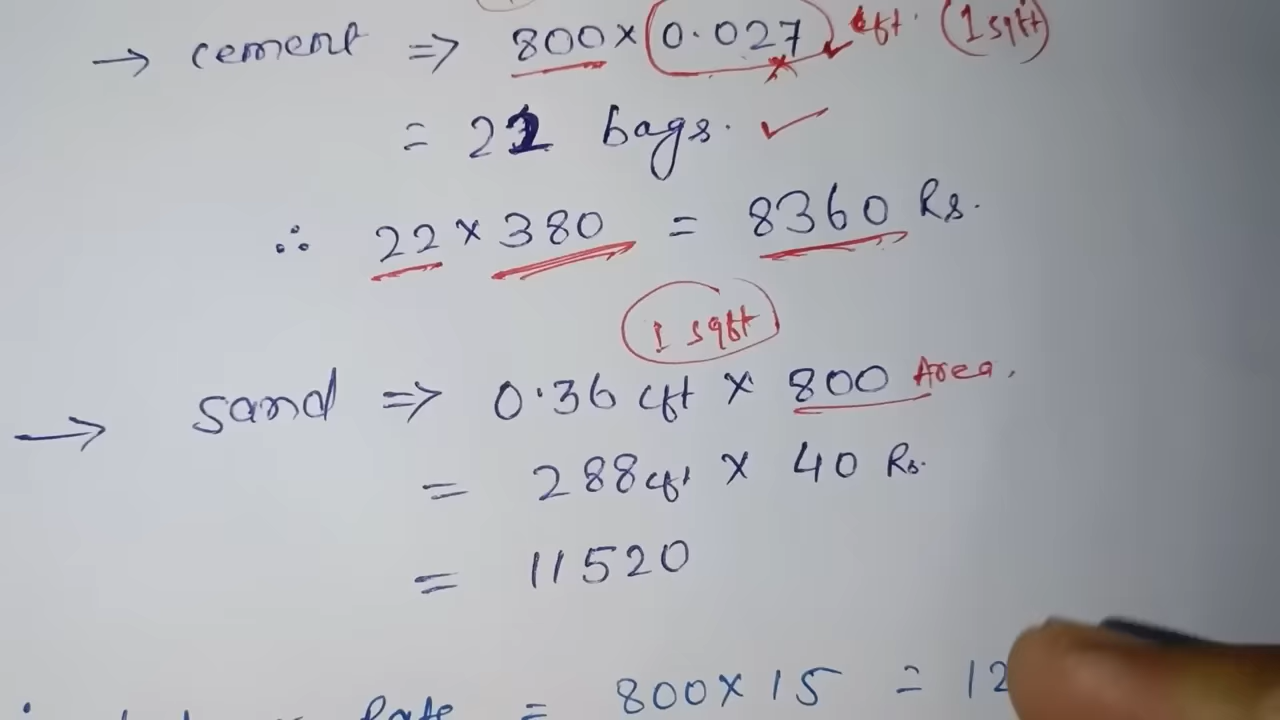 → cement => 800 × 0.027 cft. (1 sqft)
= 22 bags. ✓
∴ 22 × 380 = 8360 Rs.
1 sqft
→ sand => 0.36 cft × 800 Area.
= 288 cft × 40 Rs.
= 11520
Rate = 800 × 15 = 12